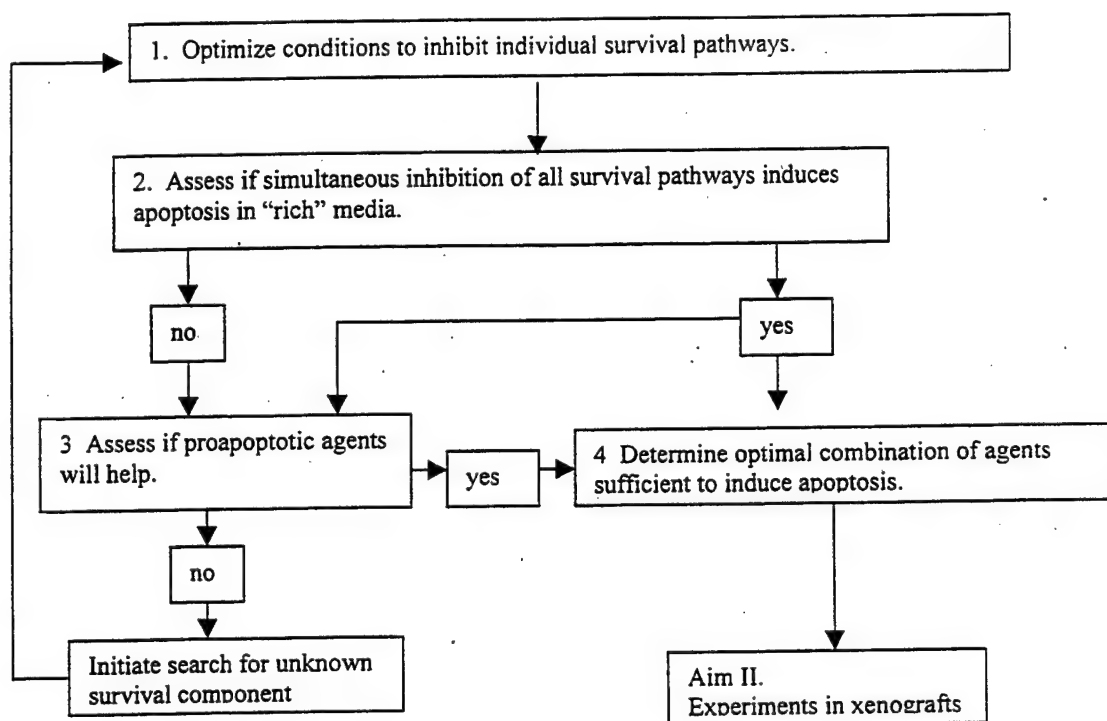 1. Optimize conditions to inhibit individual survival pathways.
2. Assess if simultaneous inhibition of all survival pathways induces
apoptosis in “rich” media.
no
yes
3 Assess if proapoptotic agents
will help.
yes
4 Determine optimal combination of agents
sufficient to induce apoptosis.
no
Initiate search for unknown
survival component
Aim II.
Experiments in xenografts